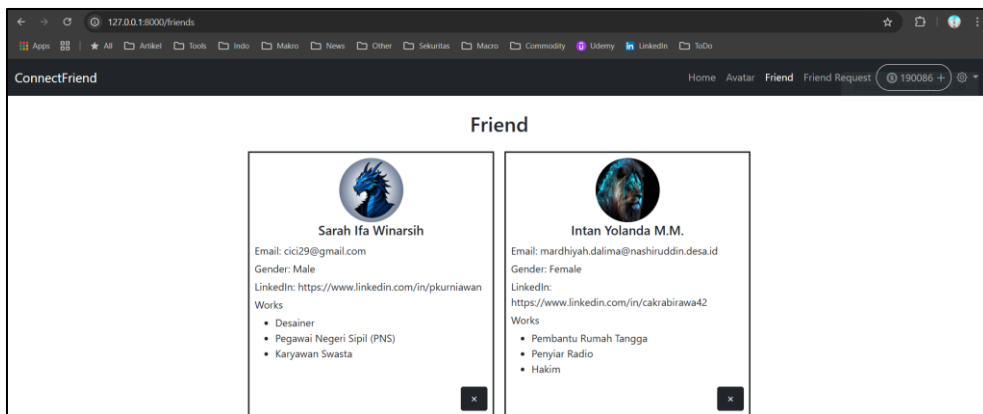 127.0.0.1:8000/friends
Apps All Artikel Tools Indo Makro News Other Sekuritas Macro Commodity Udemy LinkedIn ToDo
ConnectFriend Home Avatar Friend Friend Request 190086 +
Friend
Sarah Ifa Winarsih
Email: cici29@gmail.com
Gender: Male
LinkedIn: https://www.linkedin.com/in/pkurniawan
Works
• Desainer
• Pegawai Negeri Sipil (PNS)
• Karyawan Swasta
×
Intan Yolanda M.M.
Email: mardhiyah.dalima@nashiruddin.desa.id
Gender: Female
LinkedIn:
https://www.linkedin.com/in/cakrabirawa42
Works
• Pembantu Rumah Tangga
• Penyiar Radio
• Hakim
×